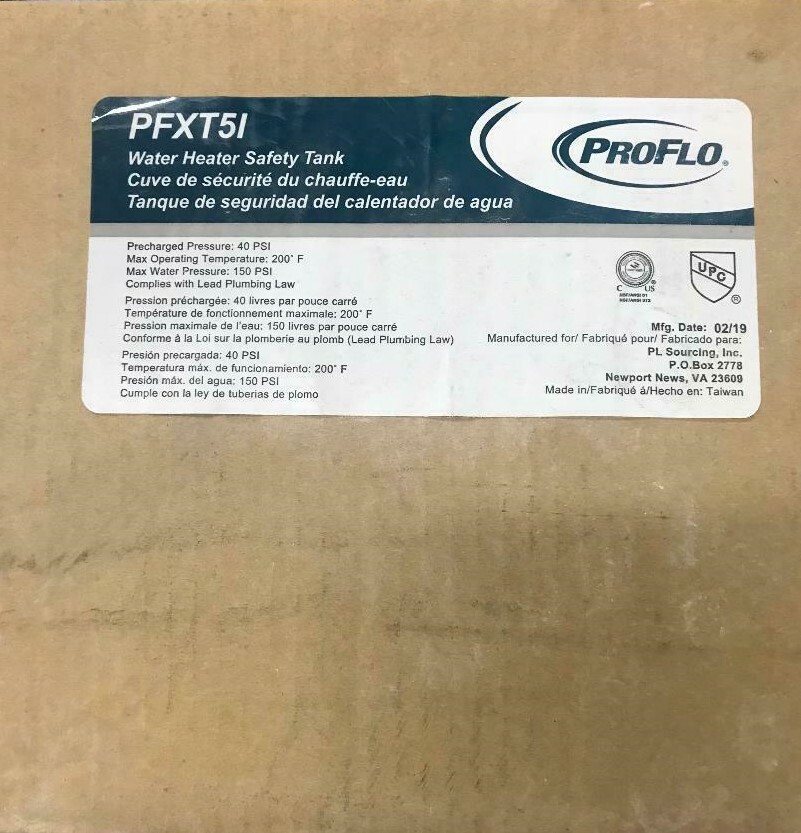 PFXT5I
Water Heater Safety Tank
Cuve de sécurité du chauffe-eau
Tanque de seguridad del calentador de agua
PROFLO®
Precharged Pressure: 40 PSI
Max Operating Temperature: 200° F
Max Water Pressure: 150 PSI
Complies with Lead Plumbing Law
Pression préchargée: 40 livres par pouce carré
Température de fonctionnement maximale: 200° F
Pression maximale de l'eau: 150 livres par pouce carré
Conforme à la Loi sur la plomberie au plomb (Lead Plumbing Law)
Presión precargada: 40 PSI
Temperatura máx. de funcionamiento: 200° F
Presión máx. del agua: 150 PSI
Cumple con la ley de tuberias de plomo
C US
UPC®
Mfg. Date: 02/19
Manufactured for/ Fabriqué pour/ Fabricado para:
PL Sourcing, Inc.
P.O.Box 2778
Newport News, VA 23609
Made in/Fabriqué á/Hecho en: Taiwan